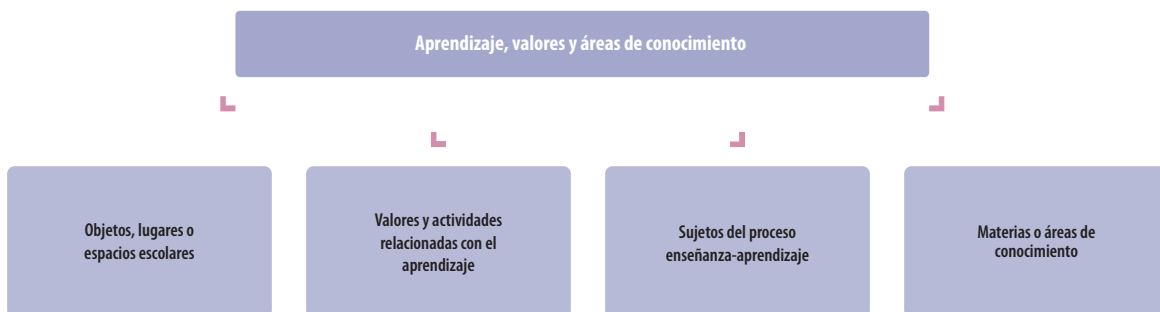 Aprendizaje, valores y áreas de conocimiento
Objetos, lugares o
espacios escolares
Valores y actividades
relacionadas con el
aprendizaje
Sujetos del proceso
enseñanza-aprendizaje
Materias o áreas de
conocimiento